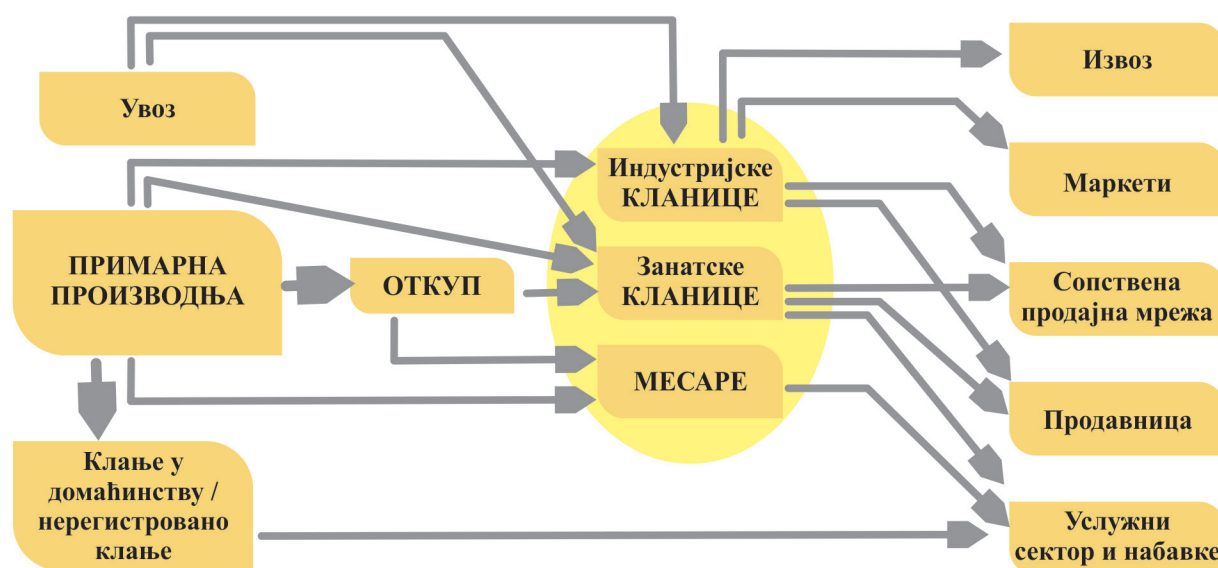 Увоз
ПРИМАРНА
ПРОИЗВОДЊА
Клање у
домаћинству /
нерегистровано
клање
ОТКУП
Индустријске
КЛАНИЦЕ
Занатске
КЛАНИЦЕ
МЕСАРЕ
Извоз
Маркети
Сопствена
продајна мрежа
Продавница
Услужни
сектор и набавке